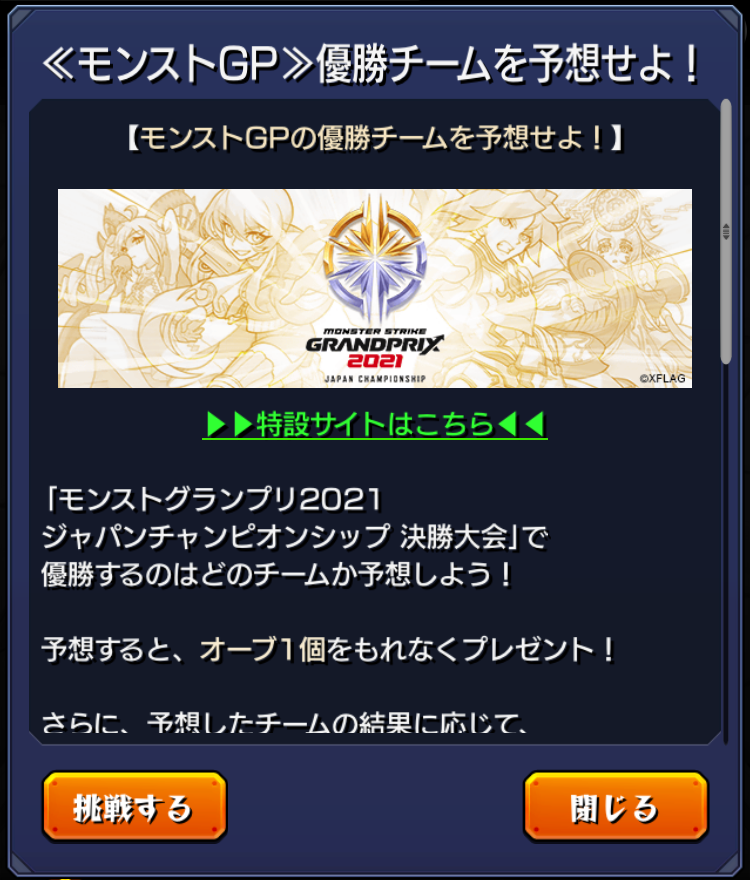 ≪モンストGP≫優勝チームを予想せよ！
【モンストGPの優勝チームを予想せよ！】
MONSTER STRIKE
GRANDPRIX
2021
JAPAN CHAMPIONSHIP
©XFLAG
▶▶特設サイトはこちら◀◀
「モンストグランプリ2021
ジャパンチャンピオンシップ 決勝大会」で
優勝するのはどのチームか予想しよう！
予想すると、オーブ1個をもれなくプレゼント！
さらに、予想したチームの結果に応じて、
挑戦する
閉じる